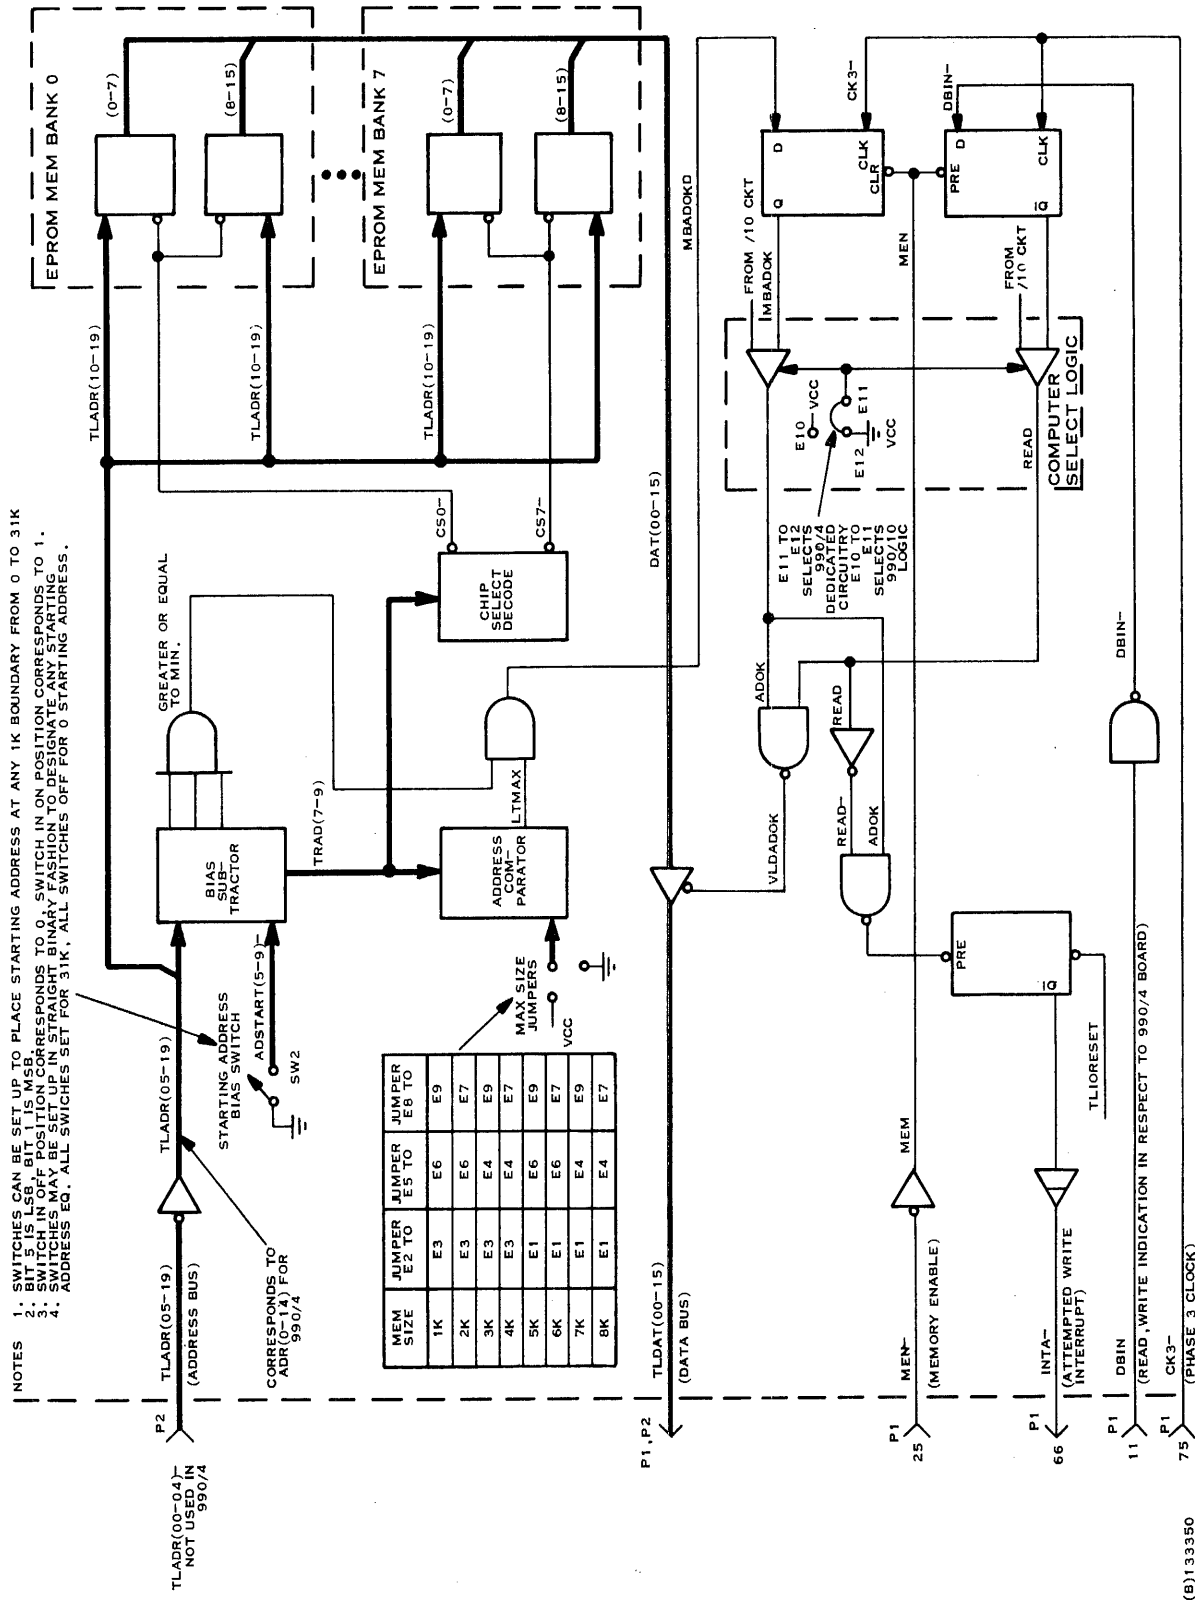 NOTES 1. SWITCHES CAN BE SET UP TO PLACE STARTING ADDRESS AT ANY 1K BOUNDARY FROM 0 TO 31K
2. BIT 5 IS LSB, BIT 1 IS MSB.
3. SWITCH IN OFF POSITION CORRESPONDS TO 0, SWITCH IN ON POSITION CORRESPONDS TO 1.
4. SWITCHES MAY BE SET UP IN STRAIGHT BINARY FASHION TO DESIGNATE ANY STARTING
ADDRESS EQ. ALL SWICHES SET FOR 31K, ALL SWITCHES OFF FOR 0 STARTING ADDRESS.
TLADR(00-04)-
NOT USED IN
990/4
P2
TLADR(05-19)
(ADDRESS BUS)
CORRESPONDS TO
ADR(0-14) FOR
990/4
TLADR(05-19)
STARTING ADDRESS
BIAS SWITCH
SW2
ADSTART(5-9)-
BIAS
SUB-
TRACTOR
GREATER OR EQUAL
TO MIN.
TRAD(7-9)
TLADR(10-19)
TLADR(10-19)
TLADR(10-19)
EPROM MEM BANK 0
(0-7)
(8-15)
EPROM MEM BANK 7
(0-7)
(8-15)
MEM
SIZE
JUMPER
E2 TO
JUMPER
E5 TO
JUMPER
E8 TO
1K E3 E6 E9
2K E3 E6 E7
3K E3 E4 E9
4K E3 E4 E7
5K E1 E6 E9
6K E1 E6 E7
7K E1 E4 E9
8K E1 E4 E7
MAX SIZE
JUMPERS
VCC
ADDRESS
COM-
PARATOR
LTMAX
CHIP
SELECT
DECODE
CS0-
CS7-
P1,P2
TLDAT(00-15)
(DATA BUS)
DAT(00-15)
MBADOKD
VLDADOK
ADOK
READ
READ-
ADOK
E11 TO
E12
SELECTS
990/4
DEDICATED
CIRCUITRY
E10 TO
E11
SELECTS
990/10
LOGIC
E10
VCC
E12
E11
VCC
READ
COMPUTER
SELECT LOGIC
FROM /10 CKT
MBADOK
FROM
/10 CKT
D
Q
CLK
CLR
CK3-
MEN
PRE
D
Q
CLK
DBIN-
P1
25
MEN-
(MEMORY ENABLE)
MEM
P1
66
INTA-
(ATTEMPTED WRITE
INTERRUPT)
PRE
Q
TLIORESET
P1
11
DBIN
(READ,WRITE INDICATION IN RESPECT TO 990/4 BOARD)
DBIN-
P1
75
CK3-
(PHASE 3 CLOCK)
(B)133350